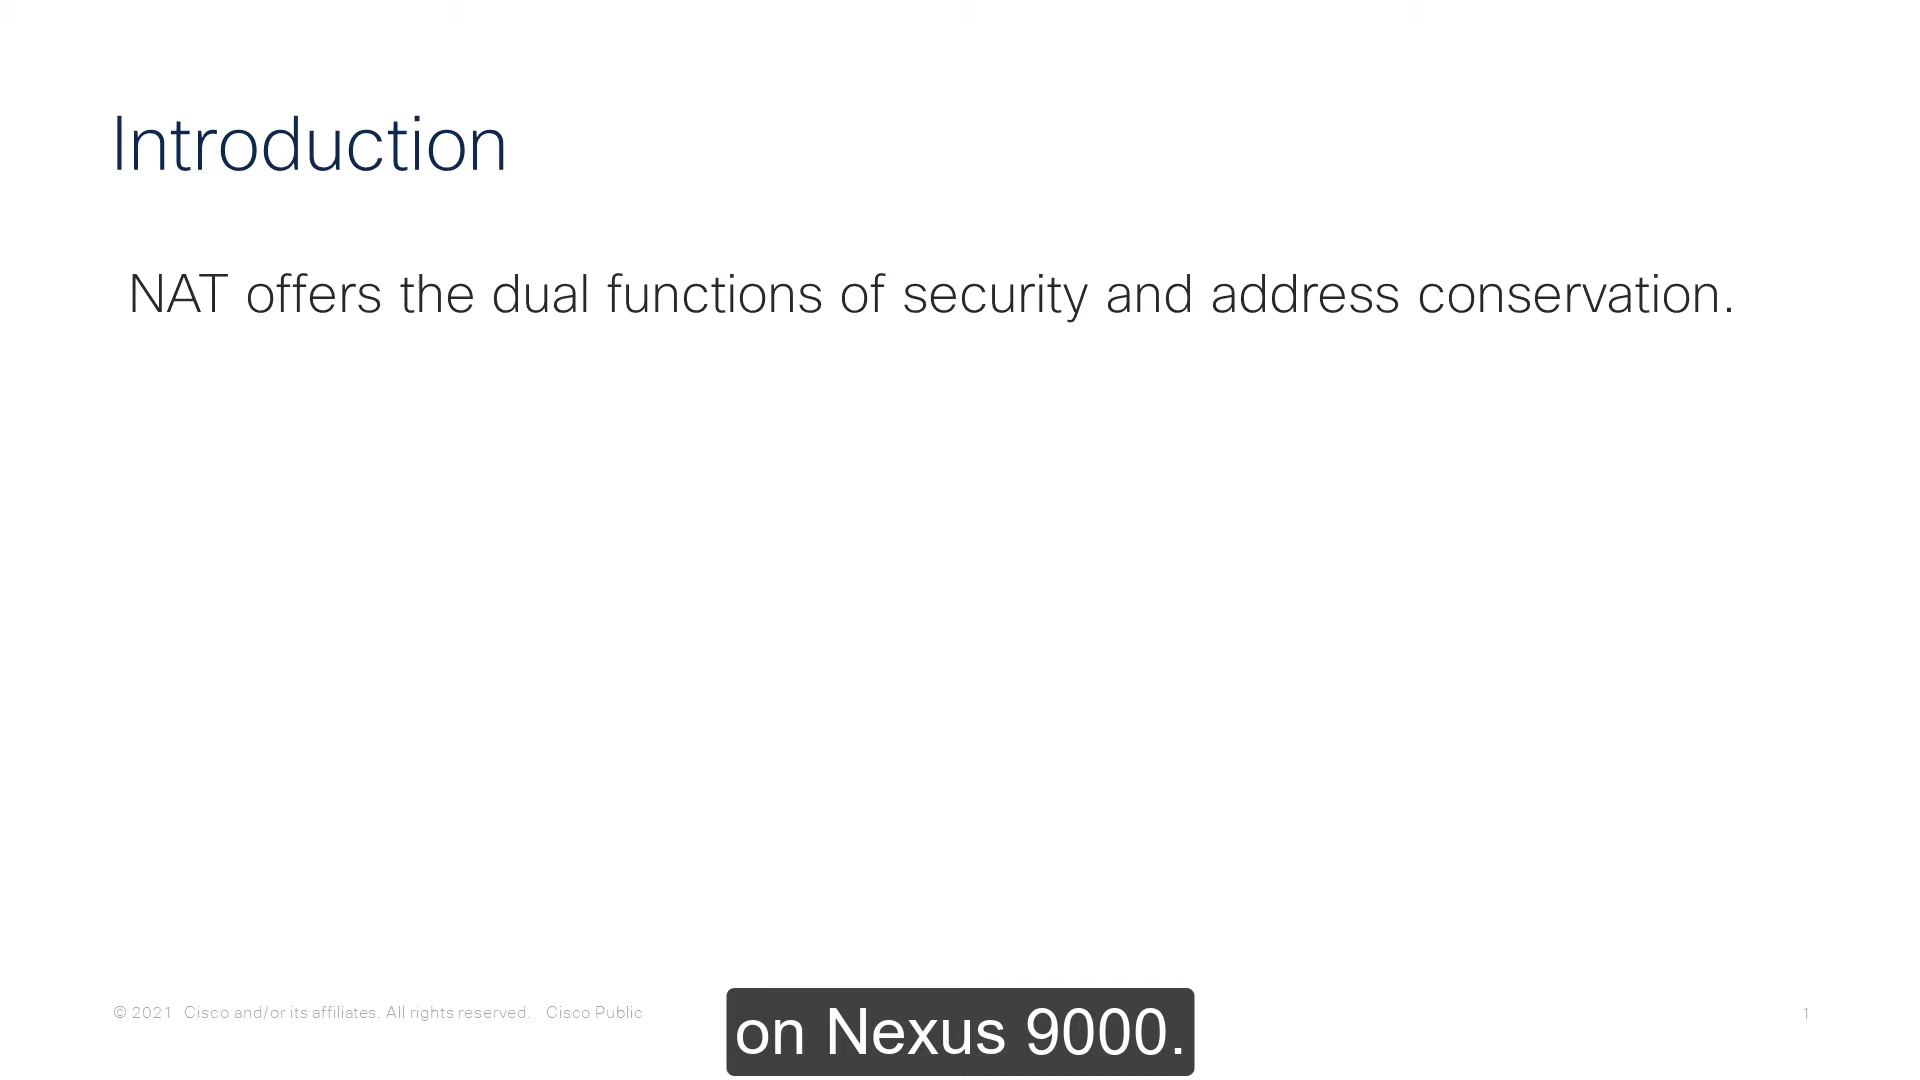 Introduction
NAT offers the dual functions of security and address conservation.
© 2021 Cisco and/or its affiliates. All rights reserved. Cisco Public
on Nexus 9000.
1